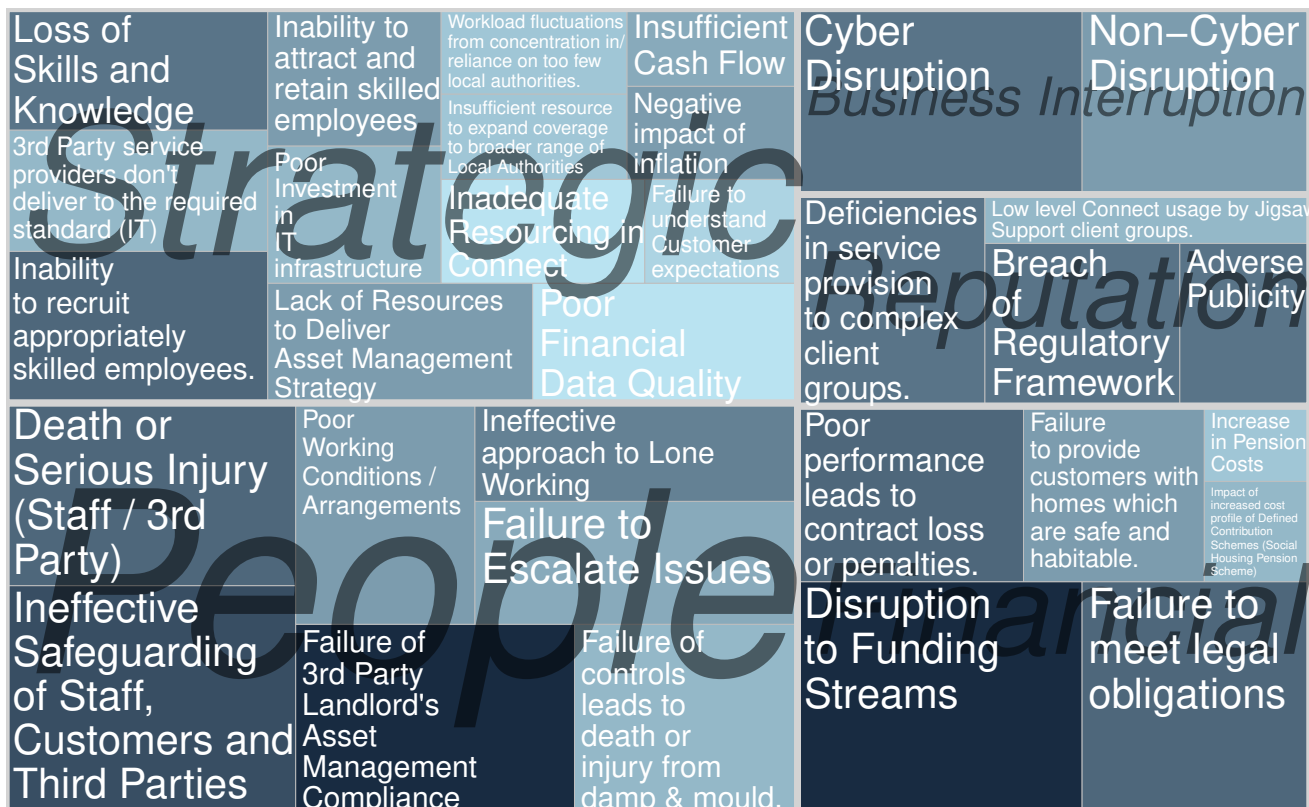 Loss of
Skills and
Knowledge
3rd Party service
providers don't
deliver to the required
standard (IT)
Inability
to recruit
appropriately
skilled employees.
Inability to
attract and
retain skilled
employees
Poor
Investment
in
IT
infrastructure
Workload fluctuations
from concentration in/
reliance on too few
local authorities.
Insufficient resource
to expand coverage
to broader range of
Local Authorities
Insufficient
Cash Flow
Negative
impact of
inflation
Inadequate
Resourcing in
Connect
Failure to
understand
Customer
expectations
Lack of Resources
to Deliver
Asset Management
Strategy
Poor
Financial
Data Quality
Strategic
Cyber
Disruption
Non–Cyber
Disruption
Business Interruption
Deficiencies
in service
provision
to complex
client
groups.
Low level Connect usage by Jigsaw
Support client groups.
Breach
of
Regulatory
Framework
Adverse
Publicity
Reputation
Death or
Serious Injury
(Staff / 3rd
Party)
Ineffective
Safeguarding
of Staff,
Customers and
Third Parties
Poor
Working
Conditions /
Arrangements
Ineffective
approach to Lone
Working
Failure to
Escalate Issues
Failure of
3rd Party
Landlord's
Asset
Management
Compliance
Failure of
controls
leads to
death or
injury from
damp & mould.
People
Poor
performance
leads to
contract loss
or penalties.
Failure
to provide
customers with
homes which
are safe and
habitable.
Increase
in Pension
Costs
Impact of
increased cost
profile of Defined
Contribution
Schemes (Social
Housing Pension
Scheme)
Disruption
to Funding
Streams
Failure to
meet legal
obligations
Financial